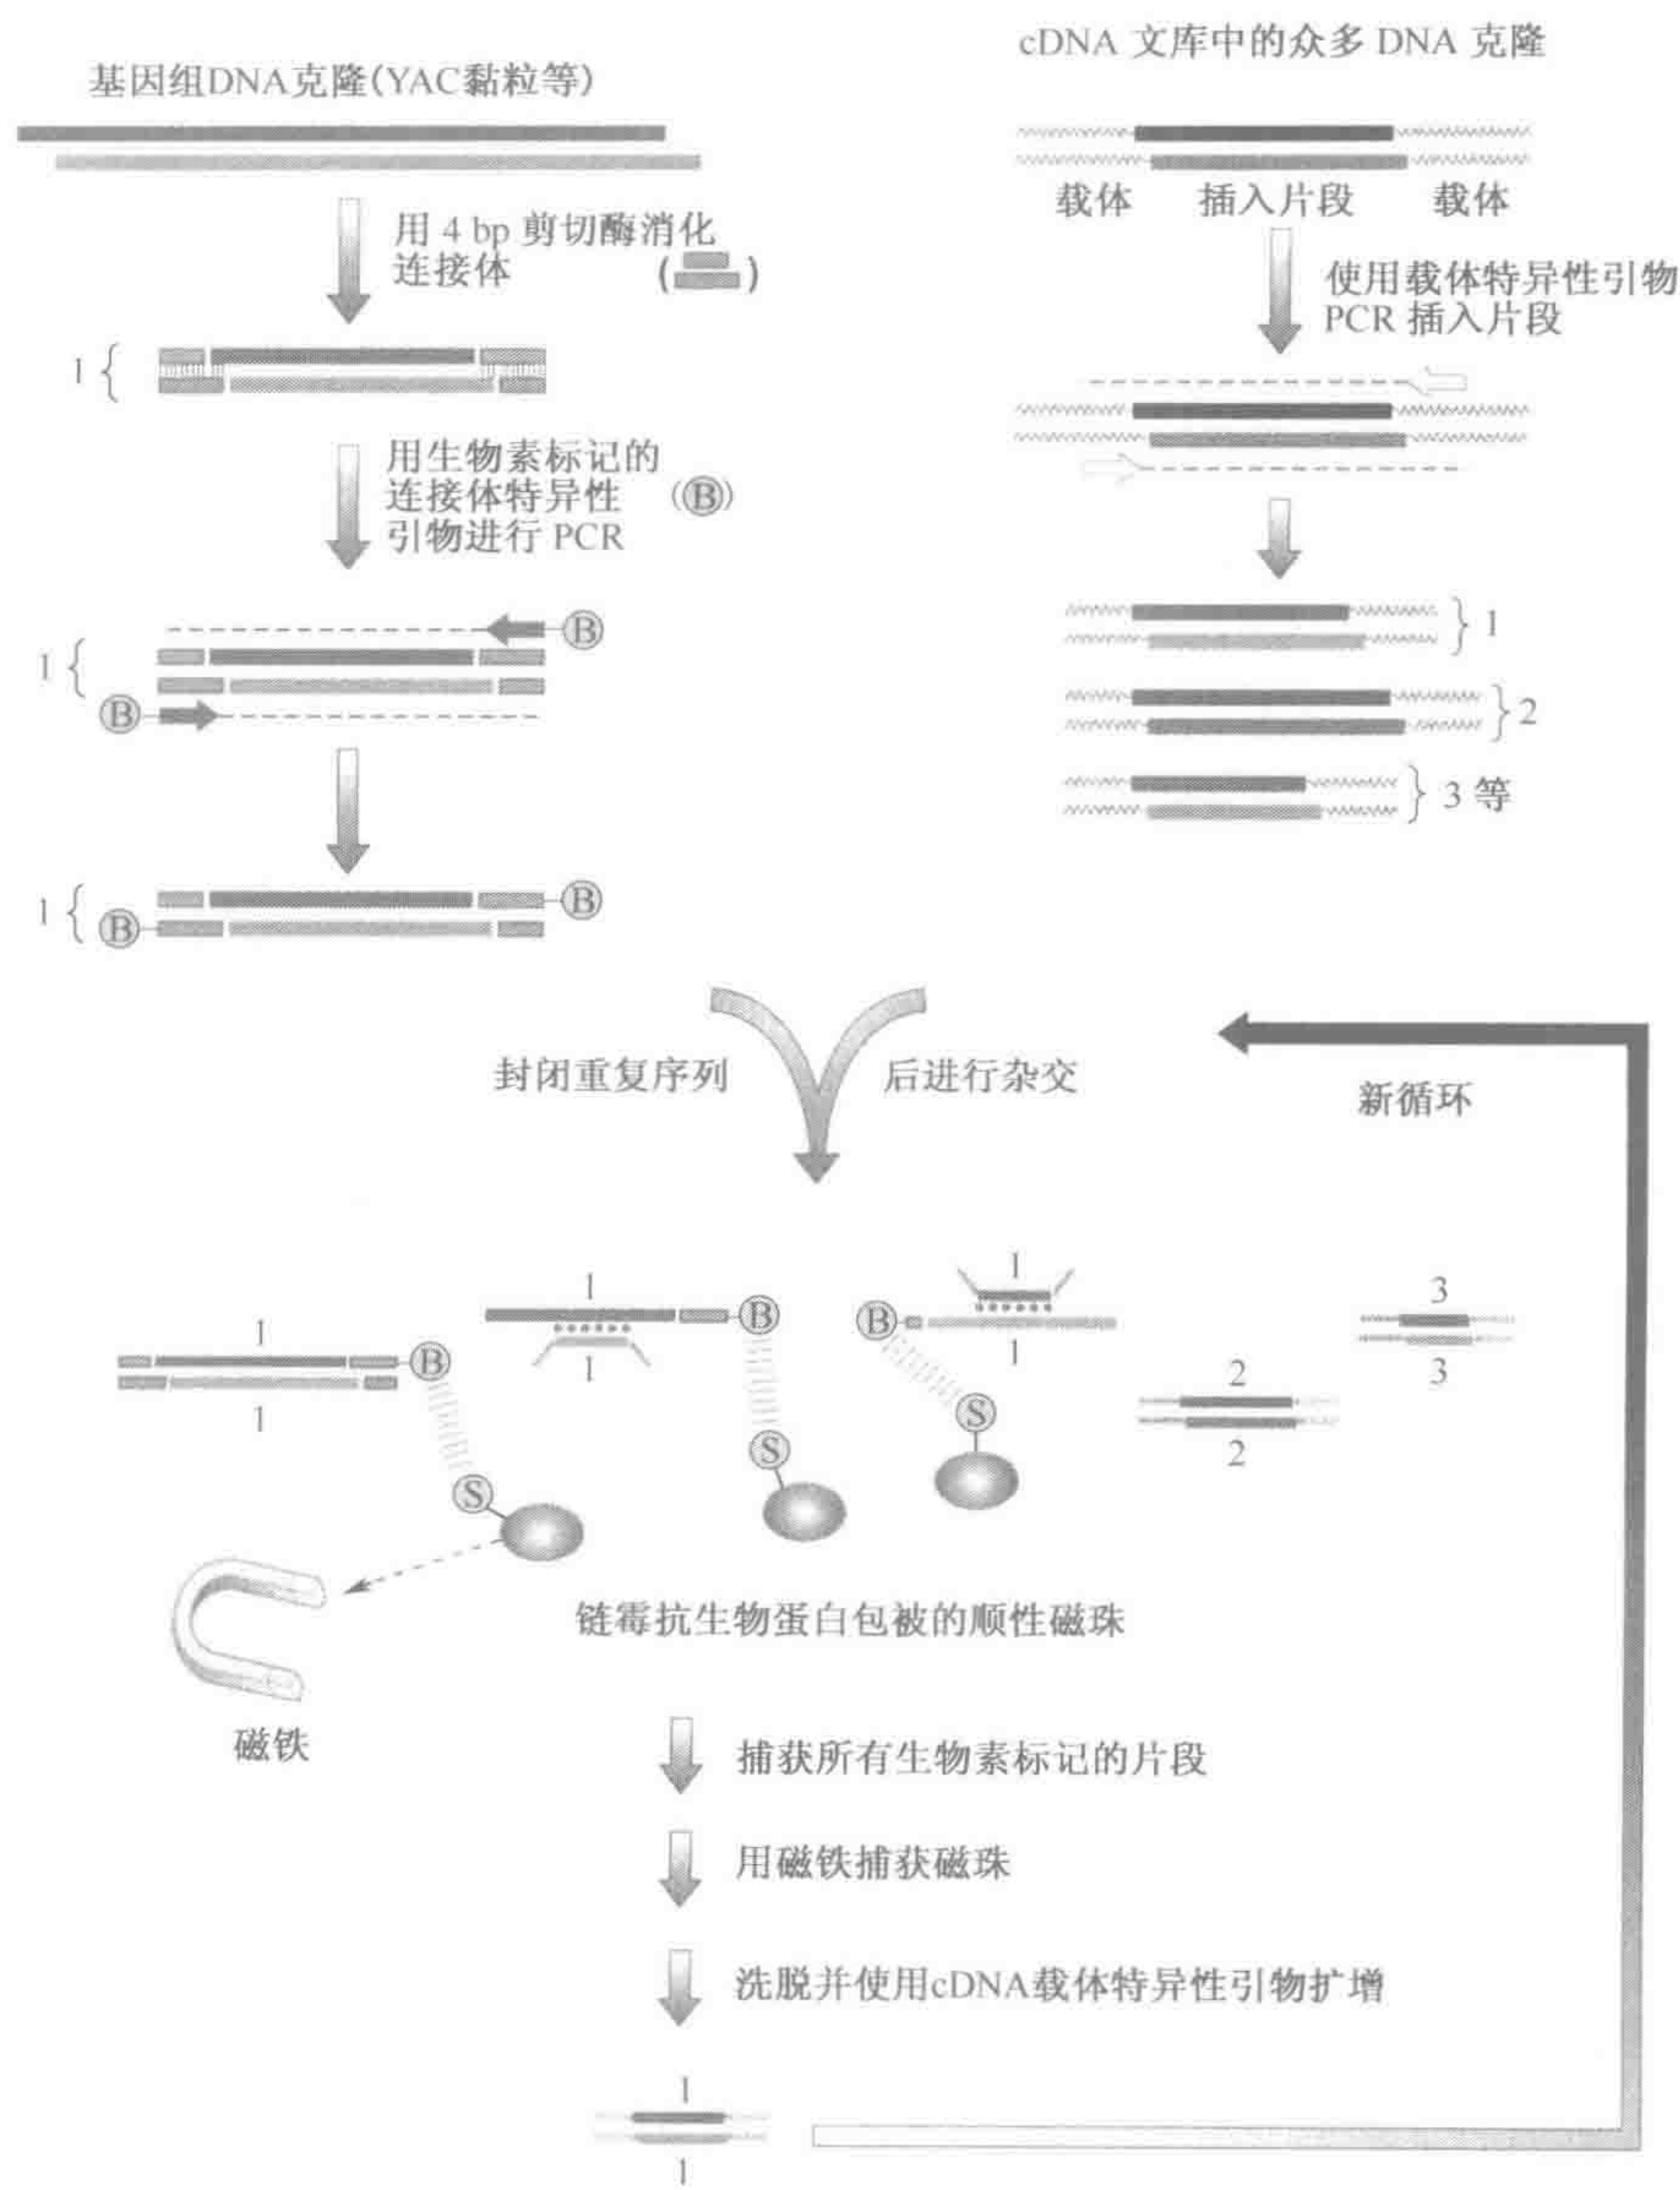 基因组DNA克隆(YAC黏粒等)
cDNA 文库中的众多 DNA 克隆
载体 插入片段 载体
用 4 bp 剪切酶消化
连接体 ( )
使用载体特异性引物
PCR 插入片段
1
用生物素标记的
连接体特异性 (B)
引物进行 PCR
B
1
B
1
2
3 等
1
B
B
封闭重复序列 后进行杂交
新循环
1
1
B
S
1
1
B
S
1
1
B
S
2
2
3
3
链霉抗生物蛋白包被的顺性磁珠
磁铁
捕获所有生物素标记的片段
用磁铁捕获磁珠
洗脱并使用cDNA载体特异性引物扩增
1
1